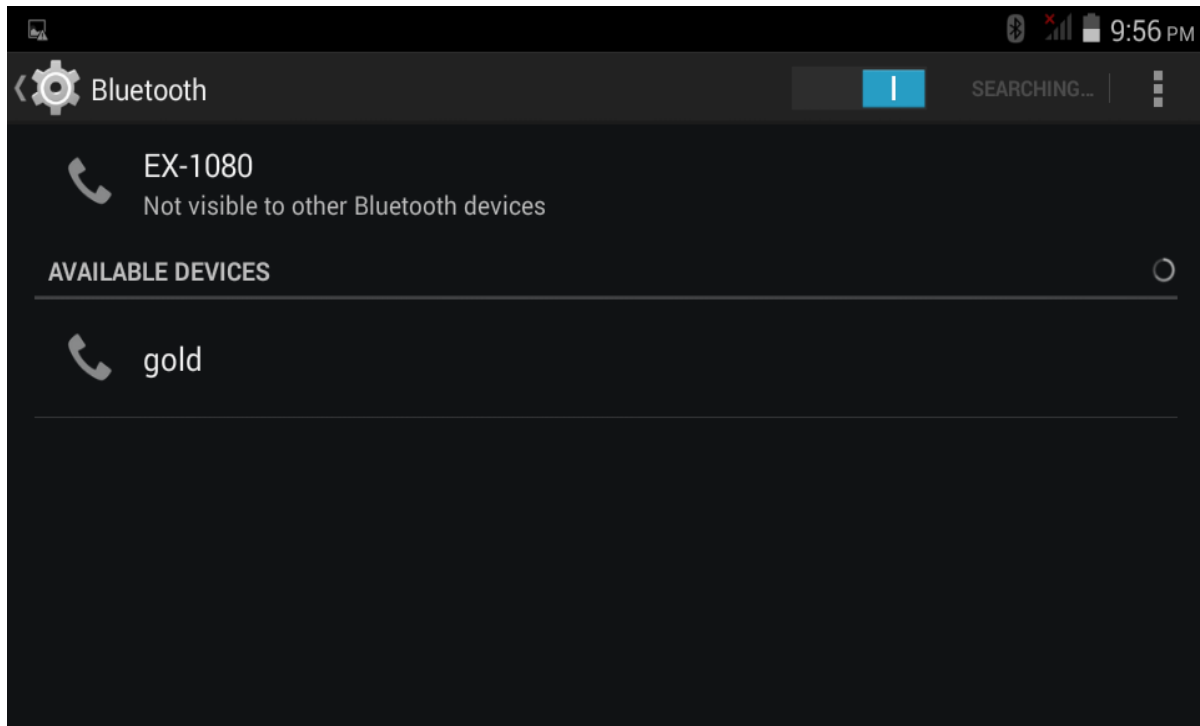 9:56 PM
Bluetooth
SEARCHING...
EX-1080
Not visible to other Bluetooth devices
AVAILABLE DEVICES
gold